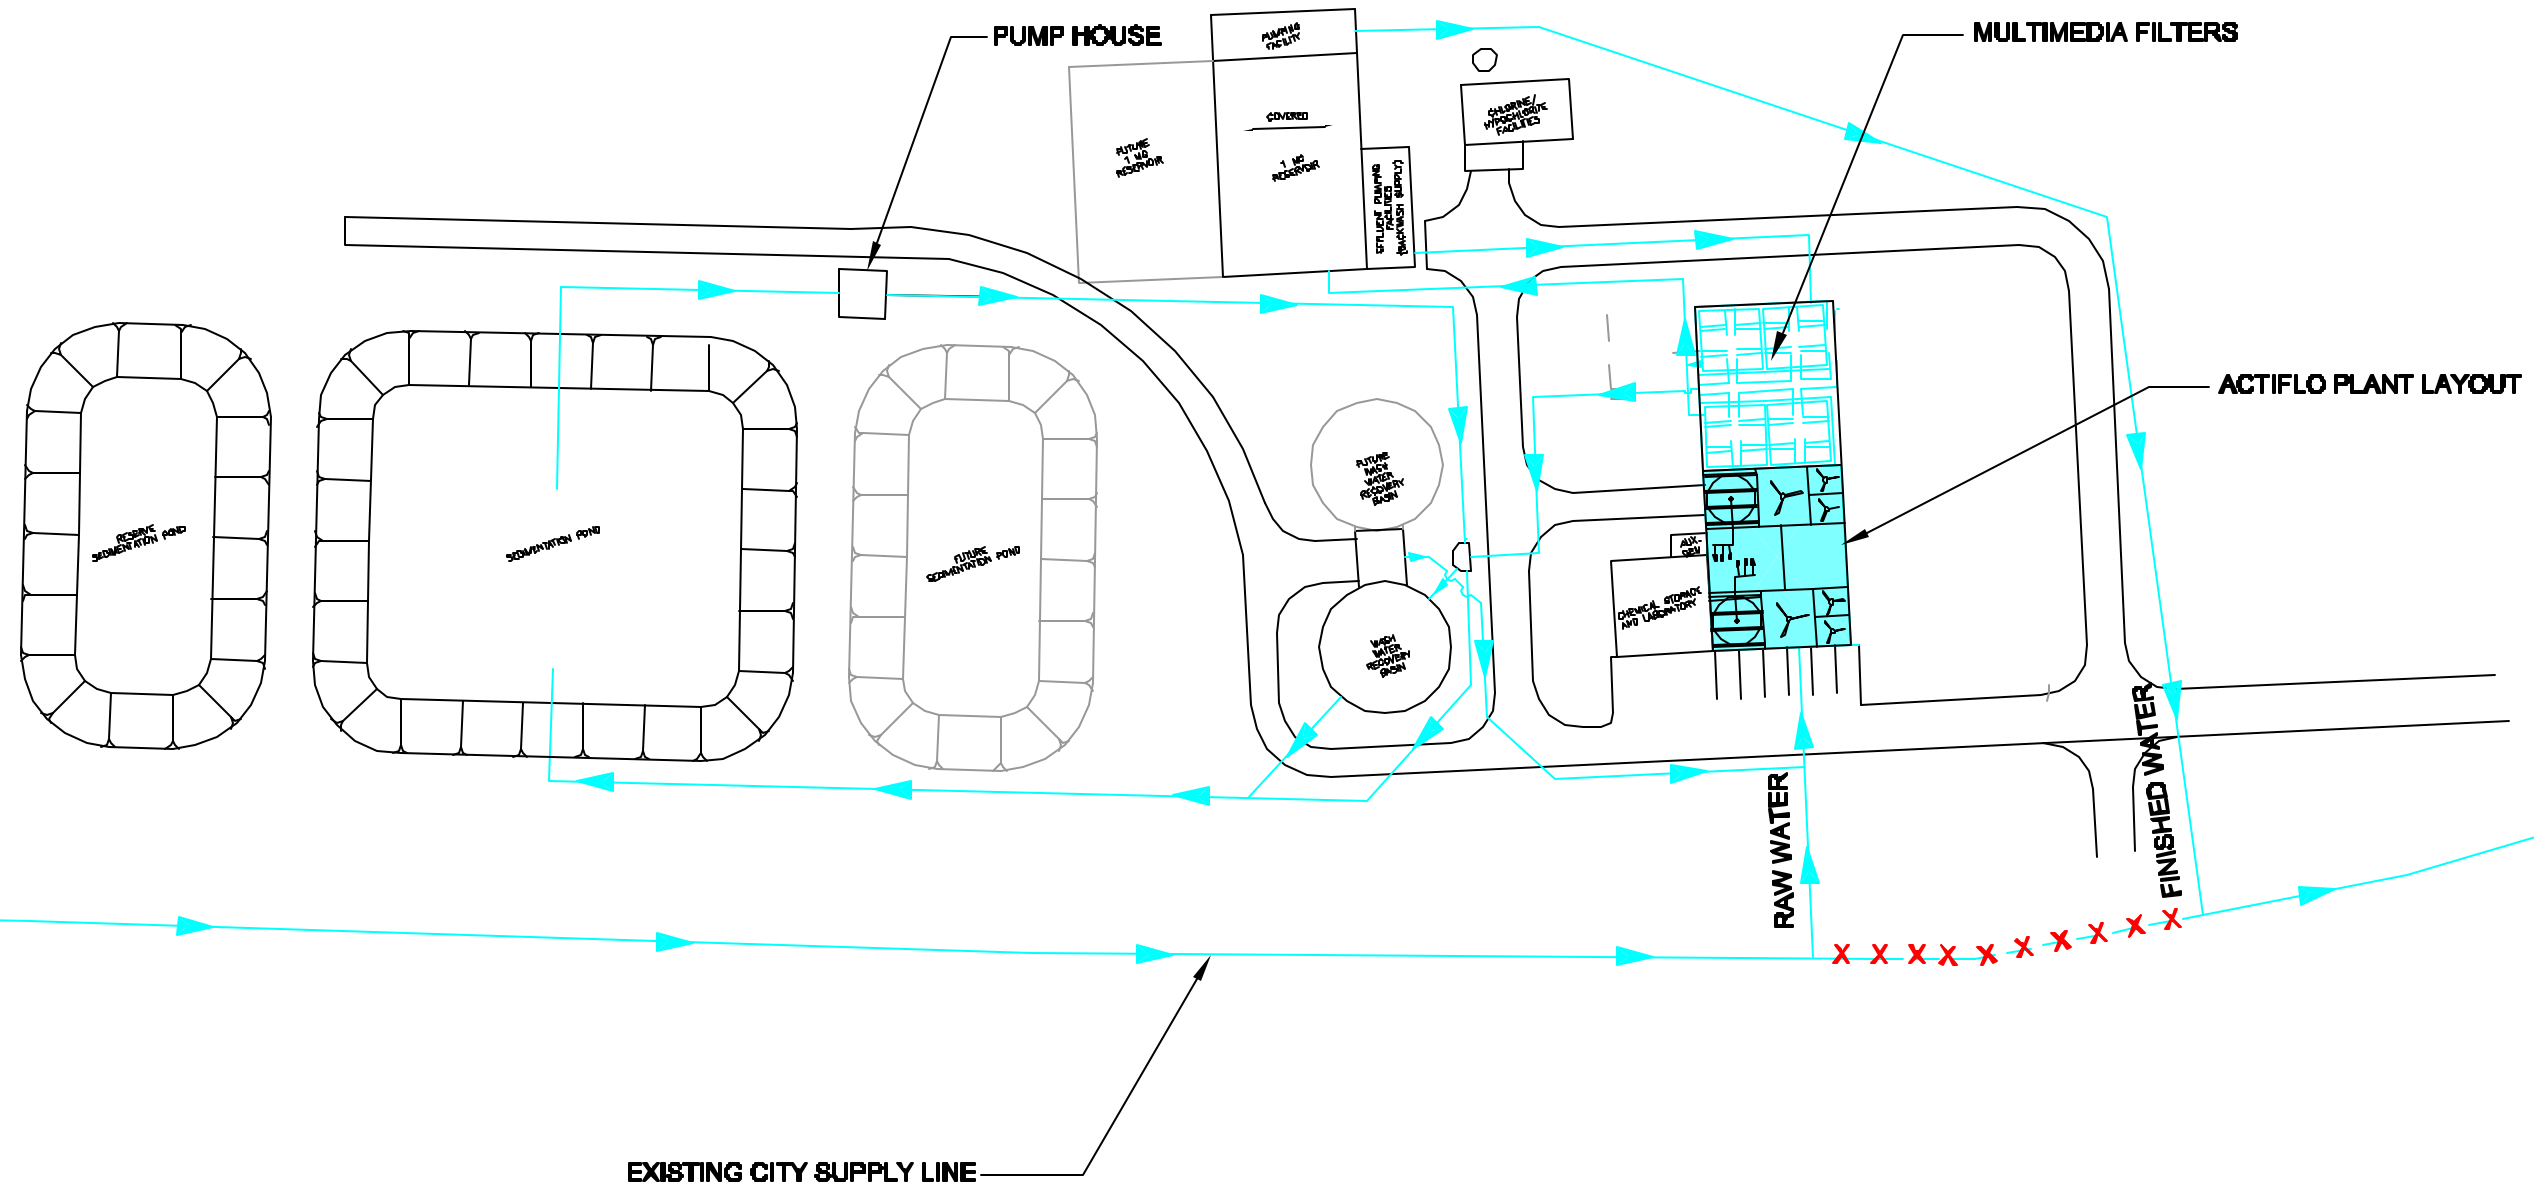 PUMP HOUSE
MULTIMEDIA FILTERS
PUMPING
FACILITY
CHLORINE/
HYPOCHLORITE
FACILITIES
COVERED
FUTURE
1 MG
RESERVOIR
1 MG
RESERVOIR
EFFLUENT PUMPING
FACILITIES
(BACKWASH SUPPLY)
ACTIFLO PLANT LAYOUT
RESERVE
SEDIMENTATION POND
SEDIMENTATION POND
FUTURE
SEDIMENTATION POND
FUTURE
WASH
WATER
RECOVERY
BASIN
WASH
WATER
RECOVERY
BASIN
AUX.
GEN
CHEMICAL STORAGE
AND LABORATORY
RAW WATER
FINISHED WATER
X X X X X X X X X X
EXISTING CITY SUPPLY LINE